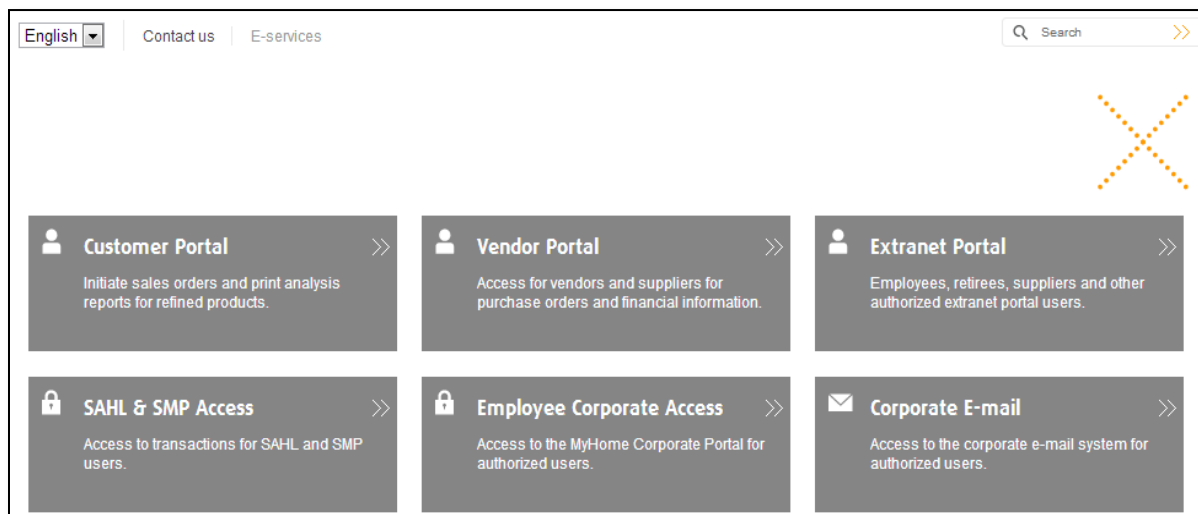 English
Contact us
E-services
Search
Customer Portal
Initiate sales orders and print analysis
reports for refined products.
Vendor Portal
Access for vendors and suppliers for
purchase orders and financial information.
Extranet Portal
Employees, retirees, suppliers and other
authorized extranet portal users.
SAHL & SMP Access
Access to transactions for SAHL and SMP
users.
Employee Corporate Access
Access to the MyHome Corporate Portal for
authorized users.
Corporate E-mail
Access to the corporate e-mail system for
authorized users.